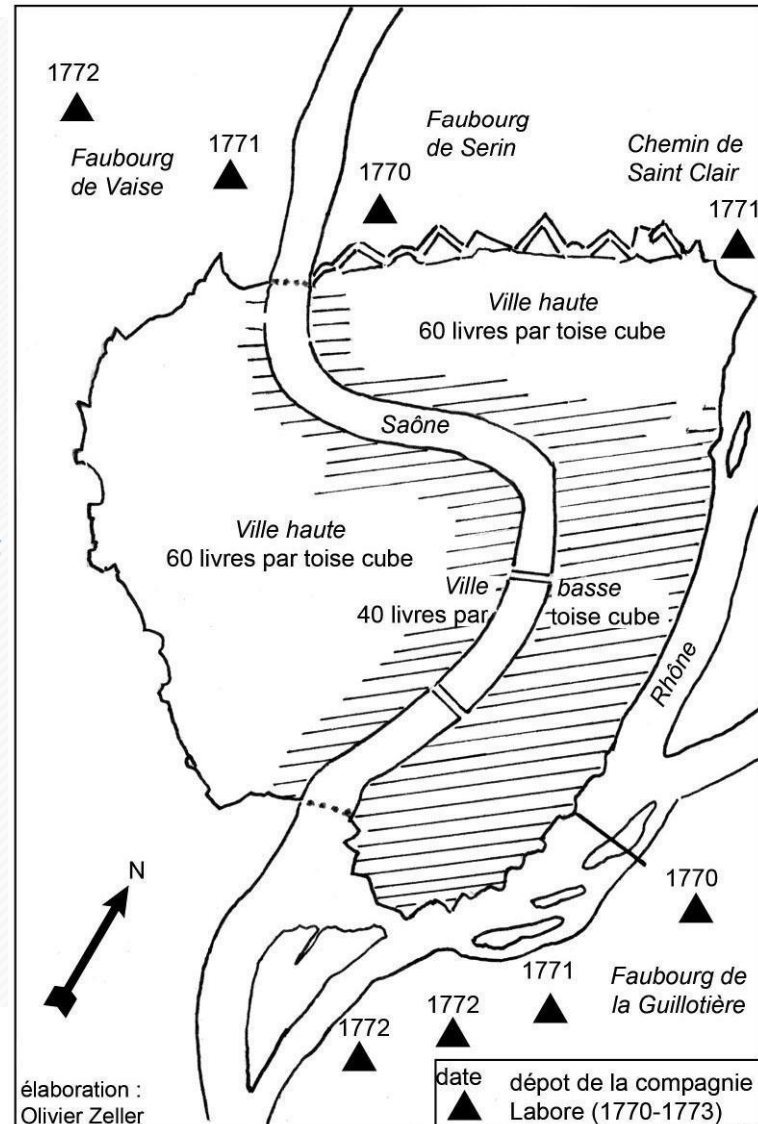 1772
Faubourg
de Vaise
1771
Faubourg
de Serin
1770
Chemin de
Saint Clair
1771
Ville haute
60 livres par toise cube
Saône
Ville haute
60 livres par toise cube
Ville basse
40 livres par toise cube
Rhône
N
1770
Faubourg de
la Guillotière
1771
1772
1772
élaboration :
Olivier Zeller
date dépot de la compagnie
Labore (1770-1773)